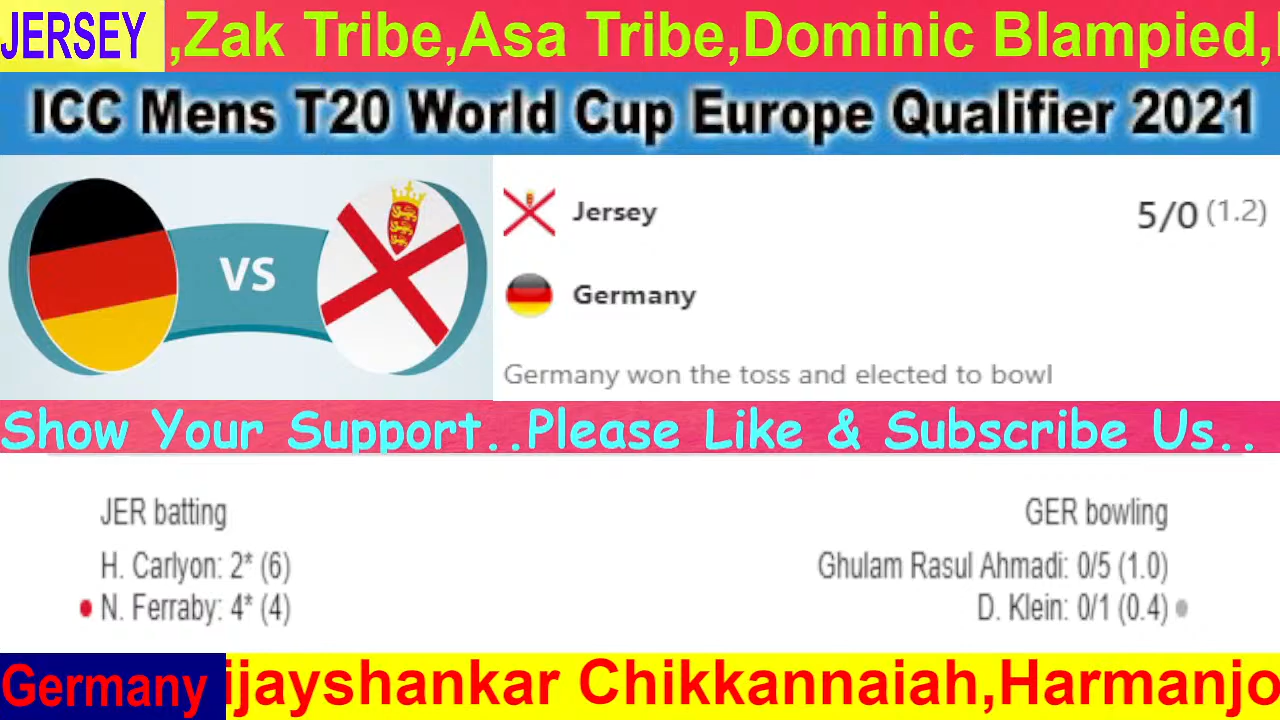 JERSEY ,Zak Tribe,Asa Tribe,Dominic Blampied,
ICC Mens T20 World Cup Europe Qualifier 2021
VS
Jersey 5/0 (1.2)
Germany
Germany won the toss and elected to bowl
Show Your Support..Please Like & Subscribe Us..
JER batting GER bowling
H. Carlyon: 2* (6) Ghulam Rasul Ahmadi: 0/5 (1.0)
N. Ferraby: 4* (4) D. Klein: 0/1 (0.4)
Germany ijayshankar Chikkannaiah,Harmanjo